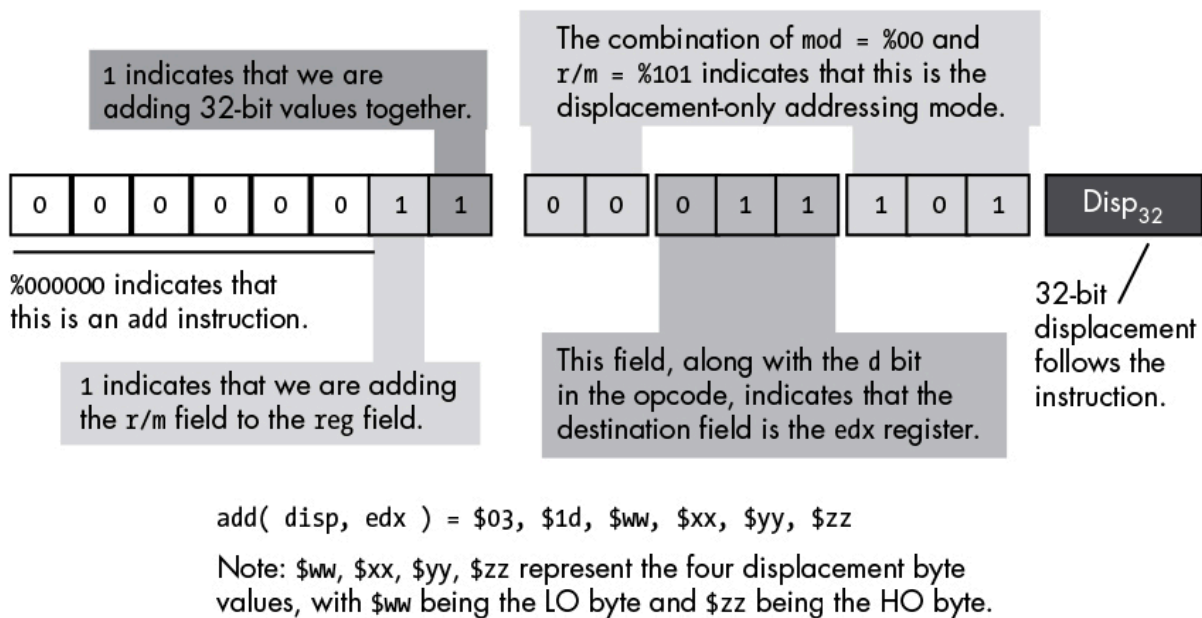 1 indicates that we are
adding 32-bit values together.
The combination of mod = %00 and
r/m = %101 indicates that this is the
displacement-only addressing mode.
0 0 0 0 0 0 1 1 0 0 0 1 1 1 0 1 Disp₃₂
%000000 indicates that
this is an add instruction.
1 indicates that we are adding
the r/m field to the reg field.
This field, along with the d bit
in the opcode, indicates that the
destination field is the edx register.
32-bit
displacement
follows the
instruction.
add( disp, edx ) = $03, $1d, $ww, $xx, $yy, $zz
Note: $ww, $xx, $yy, $zz represent the four displacement byte
values, with $ww being the LO byte and $zz being the HO byte.